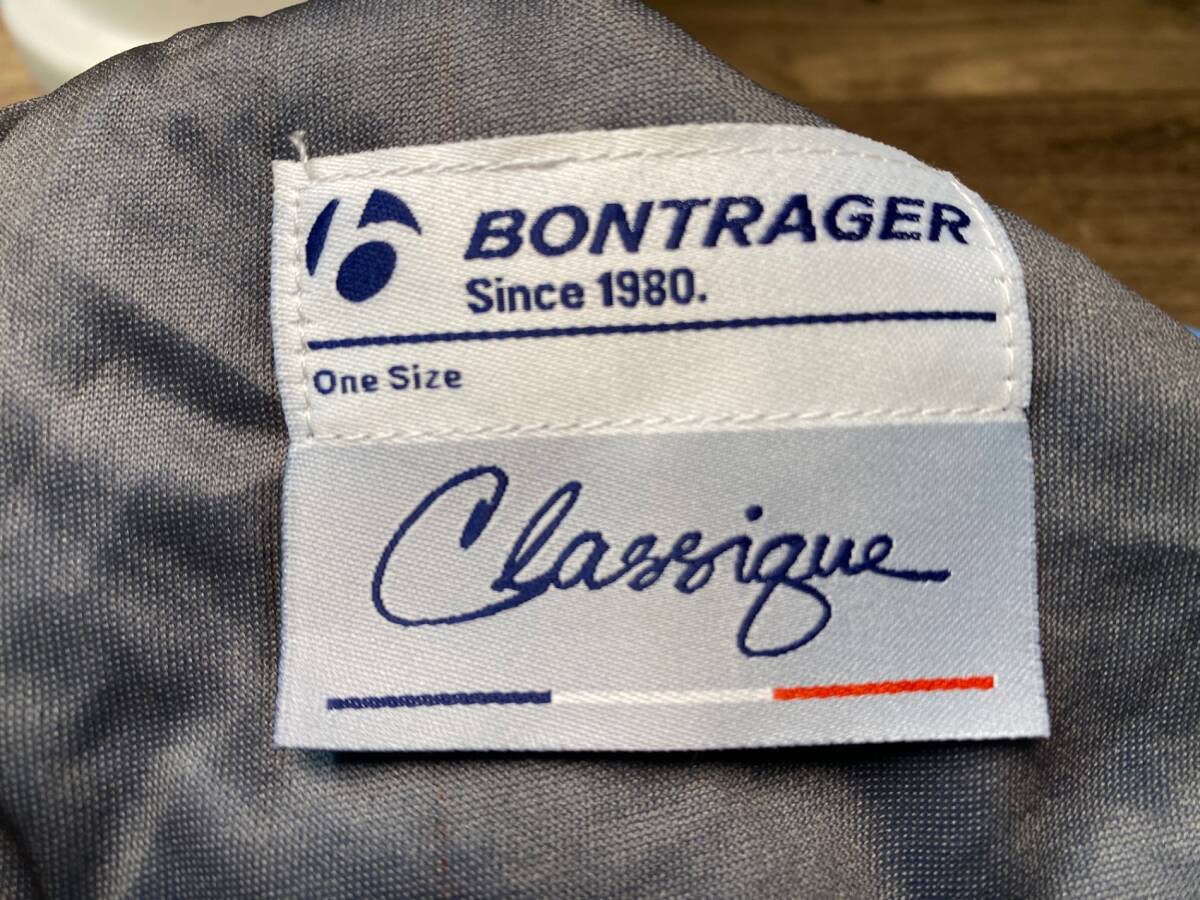 BONTRAGER
Since 1980.
One Size
Classique